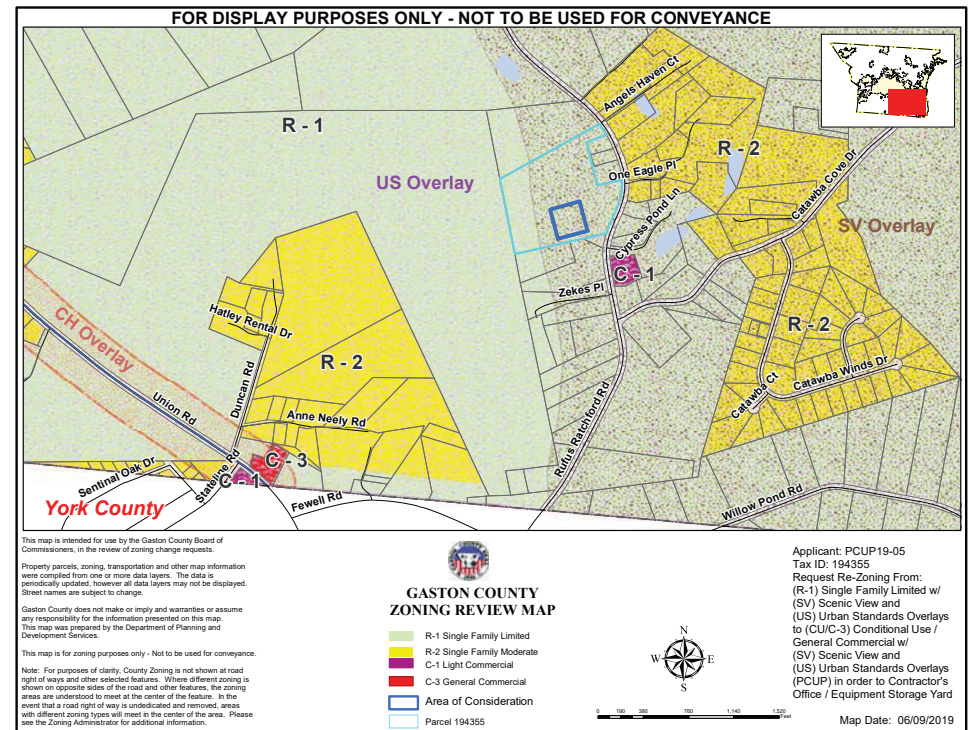 FOR DISPLAY PURPOSES ONLY - NOT TO BE USED FOR CONVEYANCE
Angels Haven Ct
R - 1
R - 2
One Eagle Pl
US Overlay
Catawba Cove Dr
Cypress Pond Ln
SV Overlay
C - 1
Zekes Pl
Hatley Rental Dr
CH Overlay
R - 2
R - 2
Duncan Rd
Catawba Winds Dr
Catawba Ct
Union Rd
Anne Neely Rd
Rufus Ratchford Rd
C - 3
Sentinal Oak Dr
Stateline Rd
C - 1
Fewell Rd
Willow Pond Rd
York County
This map is intended for use by the Gaston County Board of
Commissioners, in the review of zoning change requests.
Property parcels, zoning, transportation and other map information
were compiled from one or more data layers. The data is
periodically updated, however all data layers may not be displayed.
Street names are subject to change.
Gaston County does not make or imply and warranties or assume
any responsibility for the information presented on this map.
This map was prepared by the Department of Planning and
Development Services.
This map is for zoning purposes only - Not to be used for conveyance.
Note: For purposes of clarity, County Zoning is not shown at road
right of ways and other selected features. Where different zoning is
shown on opposite sides of the road and other features, the zoning
areas are understood to meet at the center of the feature. In the
event that a road right of way is undedicated and removed, areas
with different zoning types will meet in the center of the area. Please
see the Zoning Administrator for additional information.
GASTON COUNTY
ZONING REVIEW MAP
R-1 Single Family Limited
R-2 Single Family Moderate
C-1 Light Commercial
C-3 General Commercial
Area of Consideration
Parcel 194355
N
W E
S
0 190 380 760 1,140 1,520
Feet
Applicant: PCUP19-05
Tax ID: 194355
Request Re-Zoning From:
(R-1) Single Family Limited w/
(SV) Scenic View and
(US) Urban Standards Overlays
to (CU/C-3) Conditional Use /
General Commercial w/
(SV) Scenic View and
(US) Urban Standards Overlays
(PCUP) in order to Contractor's
Office / Equipment Storage Yard
Map Date: 06/09/2019